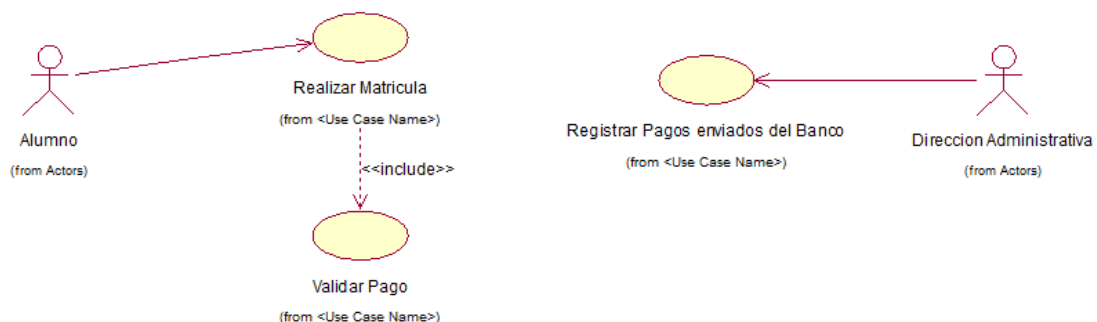 Realizar Matricula
(from <Use Case Name>)
Alumno
(from Actors)
<<include>>
Validar Pago
(from <Use Case Name>)
Registrar Pagos enviados del Banco
(from <Use Case Name>)
Direccion Administrativa
(from Actors)